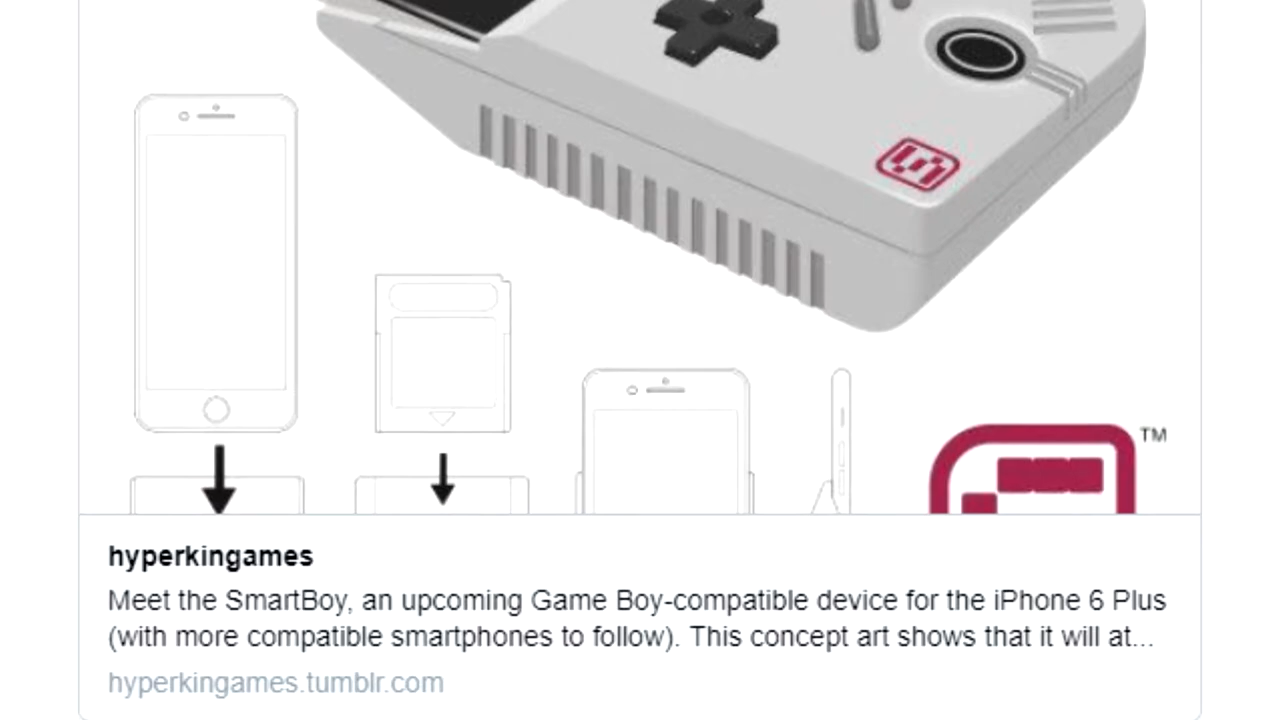 TM
hyperkingames
Meet the SmartBoy, an upcoming Game Boy-compatible device for the iPhone 6 Plus
(with more compatible smartphones to follow). This concept art shows that it will at...
hyperkingames.tumblr.com